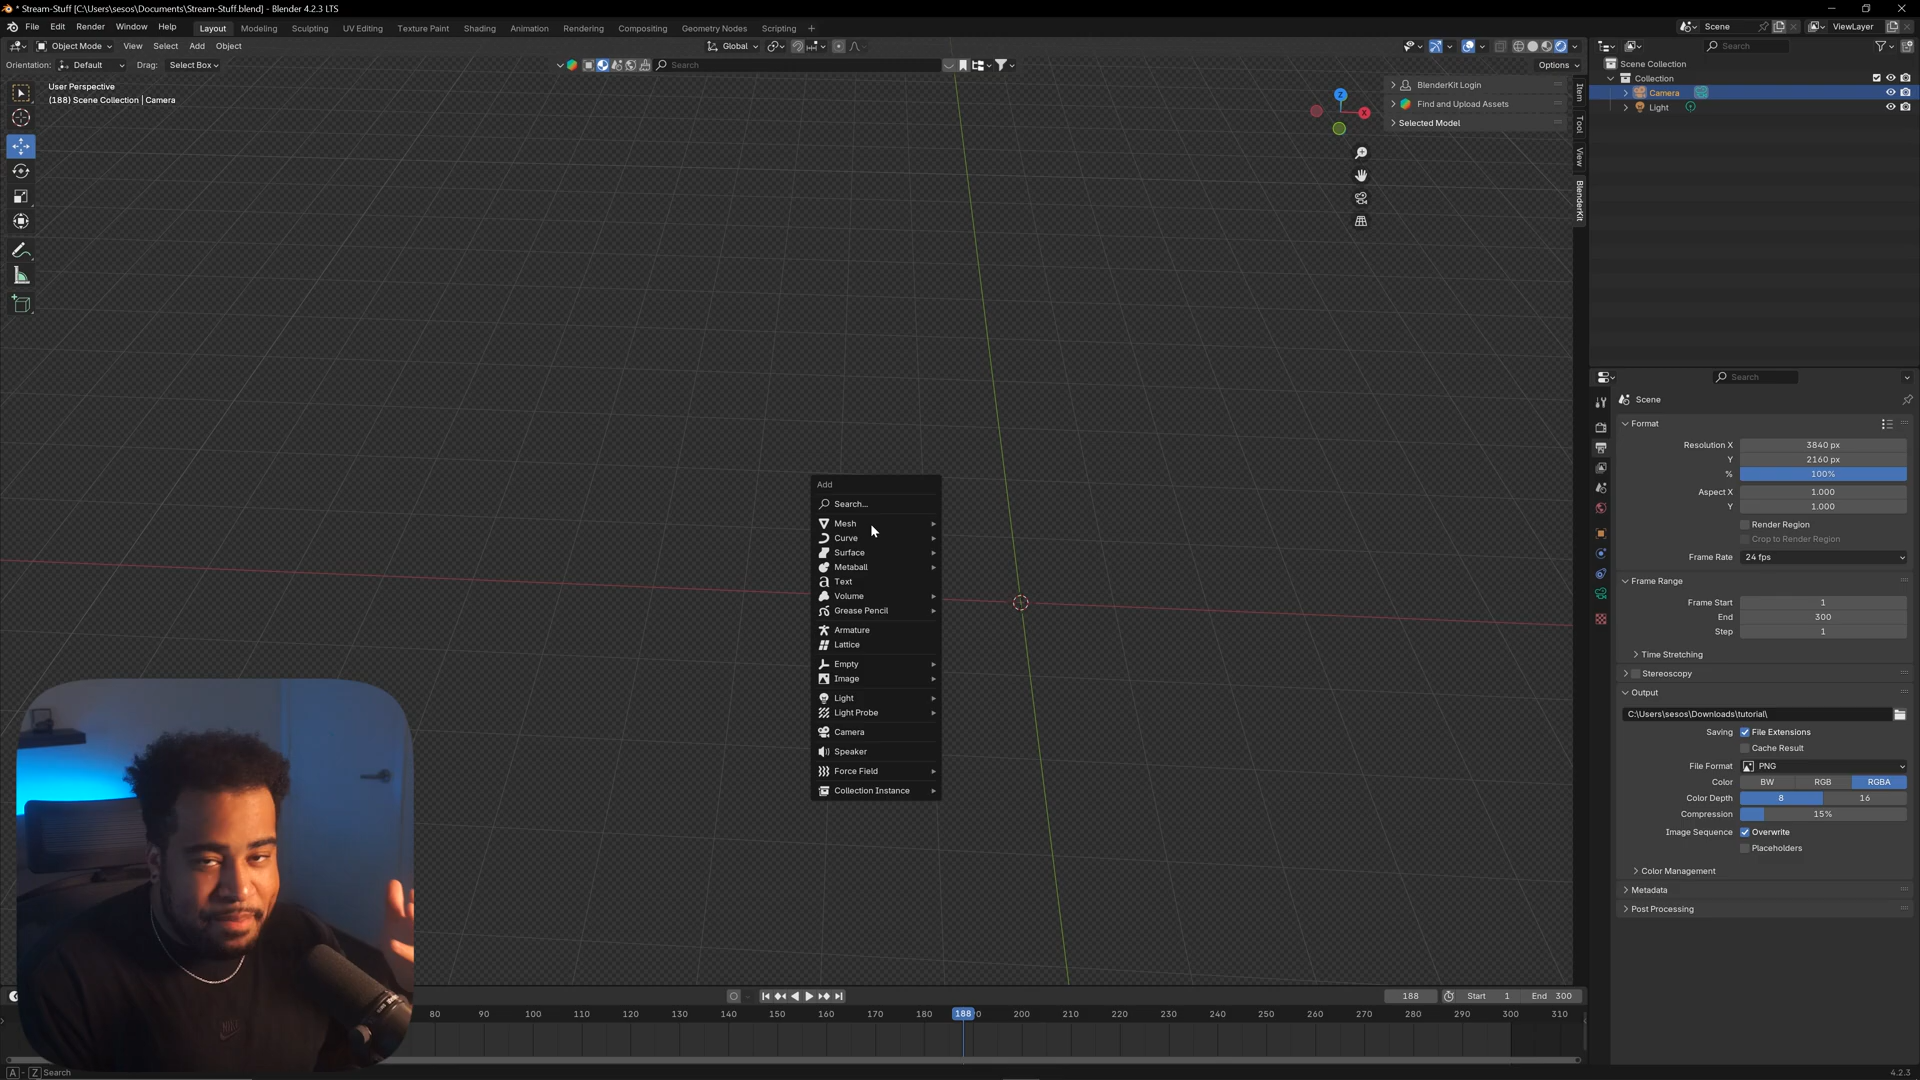 * Stream-Stuff [C:\Users\sesos\Documents\Stream-Stuff.blend] - Blender 4.2.3 LTS
File Edit Render Window Help Layout Modeling Sculpting UV Editing Texture Paint Shading Animation Rendering Compositing Geometry Nodes Scripting + Scene ViewLayer
Object Mode View Select Add Object Global Search
Orientation: Default Drag: Select Box Search Options
User Perspective
(188) Scene Collection | Camera
Z
X
BlenderKit Login
Find and Upload Assets
Selected Model
Item
Tool
View
BlenderKit
Scene Collection
Collection
Camera
Light
Add
Search...
Mesh
Curve
Surface
Metaball
Text
Volume
Grease Pencil
Armature
Lattice
Empty
Image
Light
Light Probe
Camera
Speaker
Force Field
Collection Instance
Search
Scene
Format
Resolution X 3840 px
Y 2160 px
% 100%
Aspect X 1.000
Y 1.000
Render Region
Crop to Render Region
Frame Rate 24 fps
Frame Range
Frame Start 1
End 300
Step 1
Time Stretching
Stereoscopy
Output
C:\Users\sesos\Downloads\tutorial\
Saving File Extensions
Cache Result
File Format PNG
Color BW RGB RGBA
Color Depth 8 16
Compression 15%
Image Sequence Overwrite
Placeholders
Color Management
Metadata
Post Processing
188 Start 1 End 300
80 90 100 110 120 130 140 150 160 170 180 188 200 210 220 230 240 250 260 270 280 290 300 310
A - Z Search 4.2.3